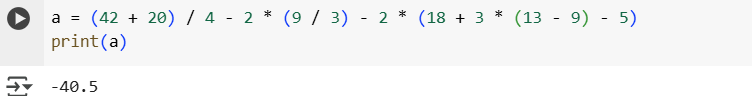 a = (42 + 20) / 4 - 2 * (9 / 3) - 2 * (18 + 3 * (13 - 9) - 5)
print(a)
-40.5